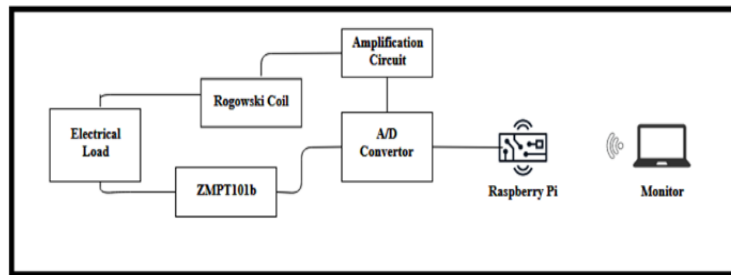 Amplification
Circuit
Rogowski Coil
Electrical
Load
A/D
Convertor
ZMPT101b
Raspberry Pi
Monitor